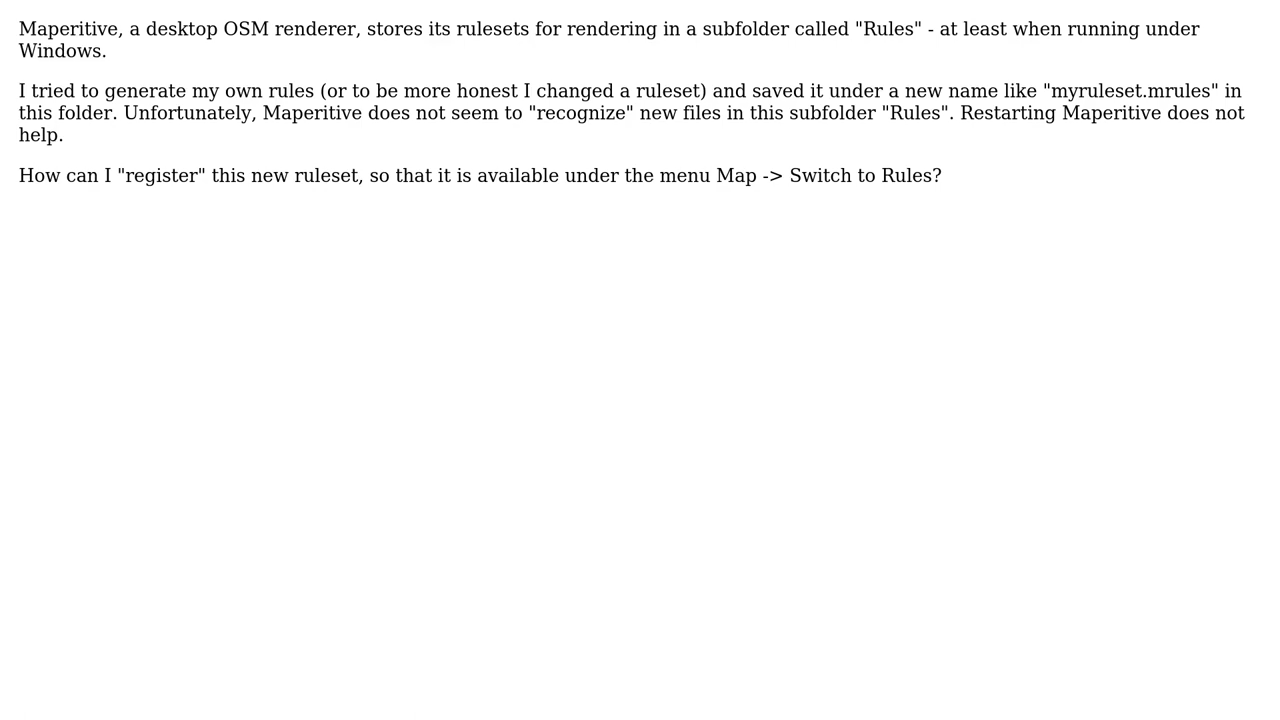 Maperitive, a desktop OSM renderer, stores its rulesets for rendering in a subfolder called "Rules" - at least when running under
Windows.
I tried to generate my own rules (or to be more honest I changed a ruleset) and saved it under a new name like "myruleset.mrules" in
this folder. Unfortunately, Maperitive does not seem to "recognize" new files in this subfolder "Rules". Restarting Maperitive does not
help.
How can I "register" this new ruleset, so that it is available under the menu Map -> Switch to Rules?